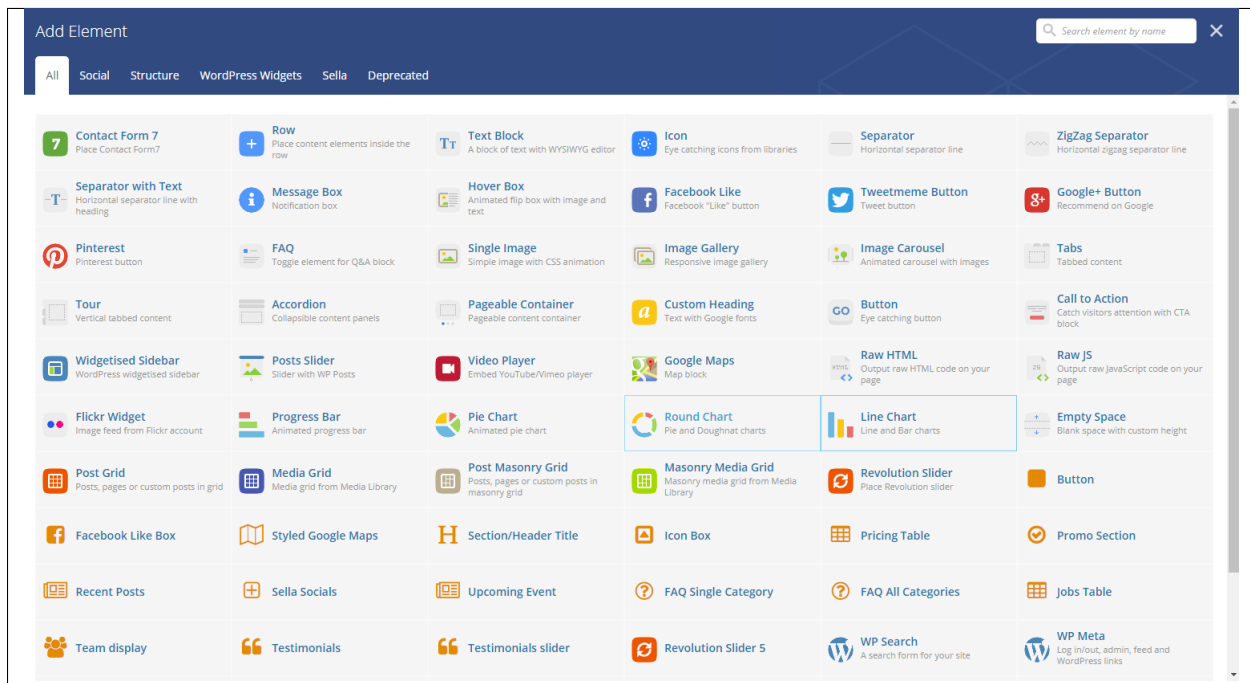 Add Element
Search element by name
All Social Structure WordPress Widgets Sella Deprecated
7
Contact Form 7
Place Contact Form7
Row
Place content elements inside the
row
TT
Text Block
A block of text with WYSIWYG editor
Icon
Eye catching icons from libraries
Separator
Horizontal separator line
ZigZag Separator
Horizontal zigzag separator line
-T-
Separator with Text
Horizontal separator line with
heading
i
Message Box
Notification box
Hover Box
Animated flip box with image and
text
f
Facebook Like
Facebook "Like" button
Tweetmeme Button
Tweet button
8+
Google+ Button
Recommend on Google
Pinterest
Pinterest button
FAQ
Toggle element for Q&A block
Single Image
Simple image with CSS animation
Image Gallery
Responsive image gallery
Image Carousel
Animated carousel with images
Tabs
Tabbed content
Tour
Vertical tabbed content
Accordion
Collapsible content panels
Pageable Container
Pageable content container
a
Custom Heading
Text with Google fonts
GO
Button
Eye catching button
Call to Action
Catch visitors attention with CTA
block
Widgetised Sidebar
WordPress widgetised sidebar
Posts Slider
Slider with WP Posts
Video Player
Embed YouTube/Vimeo player
Google Maps
Map block
HTML
Raw HTML
Output raw HTML code on your
page
JS
Raw JS
Output raw JavaScript code on your
page
Flickr Widget
Image feed from Flickr account
Progress Bar
Animated progress bar
Pie Chart
Animated pie chart
Round Chart
Pie and Doughnat charts
Line Chart
Line and Bar charts
Empty Space
Blank space with custom height
Post Grid
Posts, pages or custom posts in grid
Media Grid
Media grid from Media Library
Post Masonry Grid
Posts, pages or custom posts in
masonry grid
Masonry Media Grid
Masonry media grid from Media
Library
Revolution Slider
Place Revolution slider
Button
f
Facebook Like Box
Styled Google Maps
H
Section/Header Title
Icon Box
Pricing Table
Promo Section
Recent Posts
Sella Socials
Upcoming Event
?
FAQ Single Category
?
FAQ All Categories
Jobs Table
Team display
Testimonials
Testimonials slider
Revolution Slider 5
WP Search
A search form for your site
WP Meta
Log in/out, admin, feed and
WordPress links